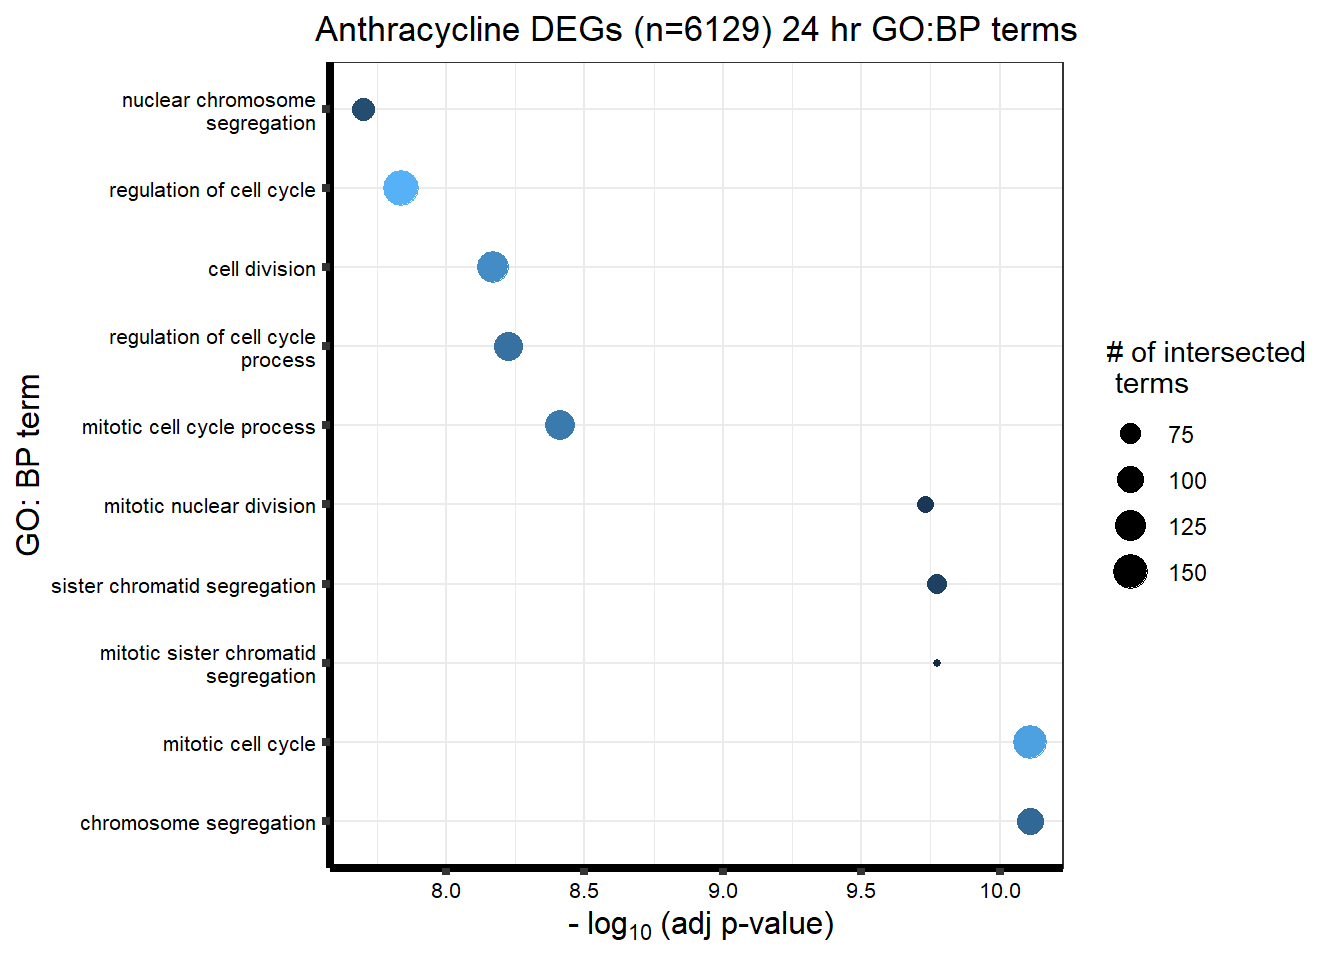 Anthracycline DEGs (n=6129) 24 hr GO:BP terms
GO: BP term
nuclear chromosome
segregation
regulation of cell cycle
cell division
regulation of cell cycle
process
mitotic cell cycle process
mitotic nuclear division
sister chromatid segregation
mitotic sister chromatid
segregation
mitotic cell cycle
chromosome segregation
8.0 8.5 9.0 9.5 10.0
- log₁₀ (adj p-value)
# of intersected
terms
75
100
125
150